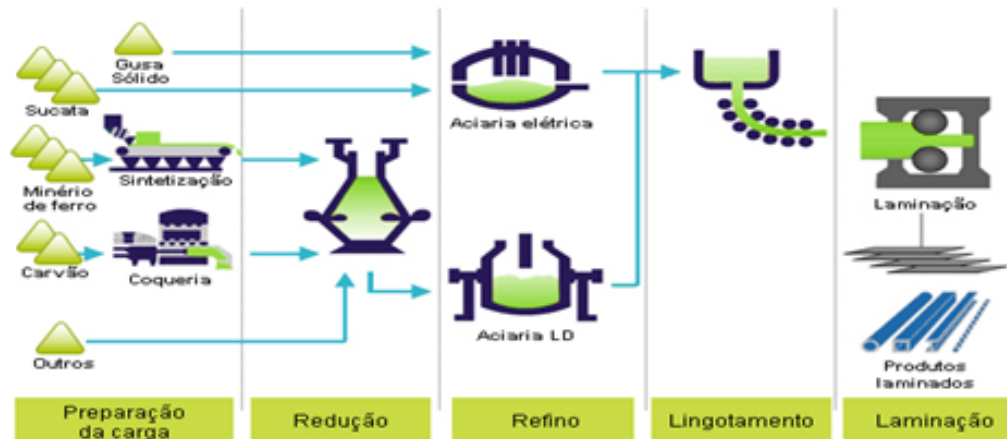 Gusa
Sólido
Sucata
Aciaria elétrica
Minério
de ferro
Sintetização
Laminação
Carvão
Coqueria
Aciaria LD
Outros
Produtos
laminados
Preparação
da carga
Redução
Refino
Lingotamento
Laminação